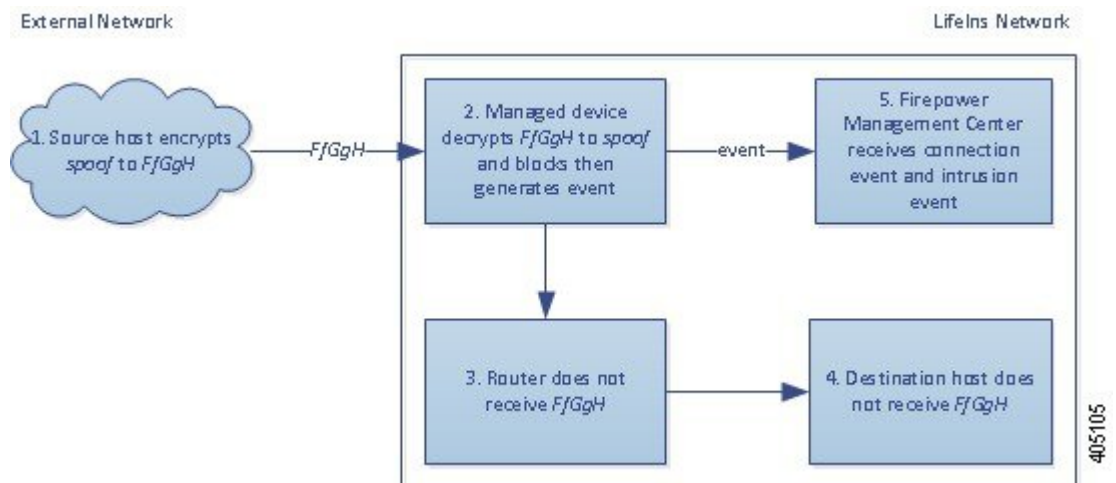 External Network
LifeIns Network
1. Source host encrypts
spoof to FfGgH
FfGgH
2. Managed device
decrypts FfGgH to spoof
and blocks then
generates event
event
5. Firepower
Management Center
receives connection
event and intrusion
event
3. Router does not
receive FfGgH
4. Destination host does
not receive FfGgH
405105